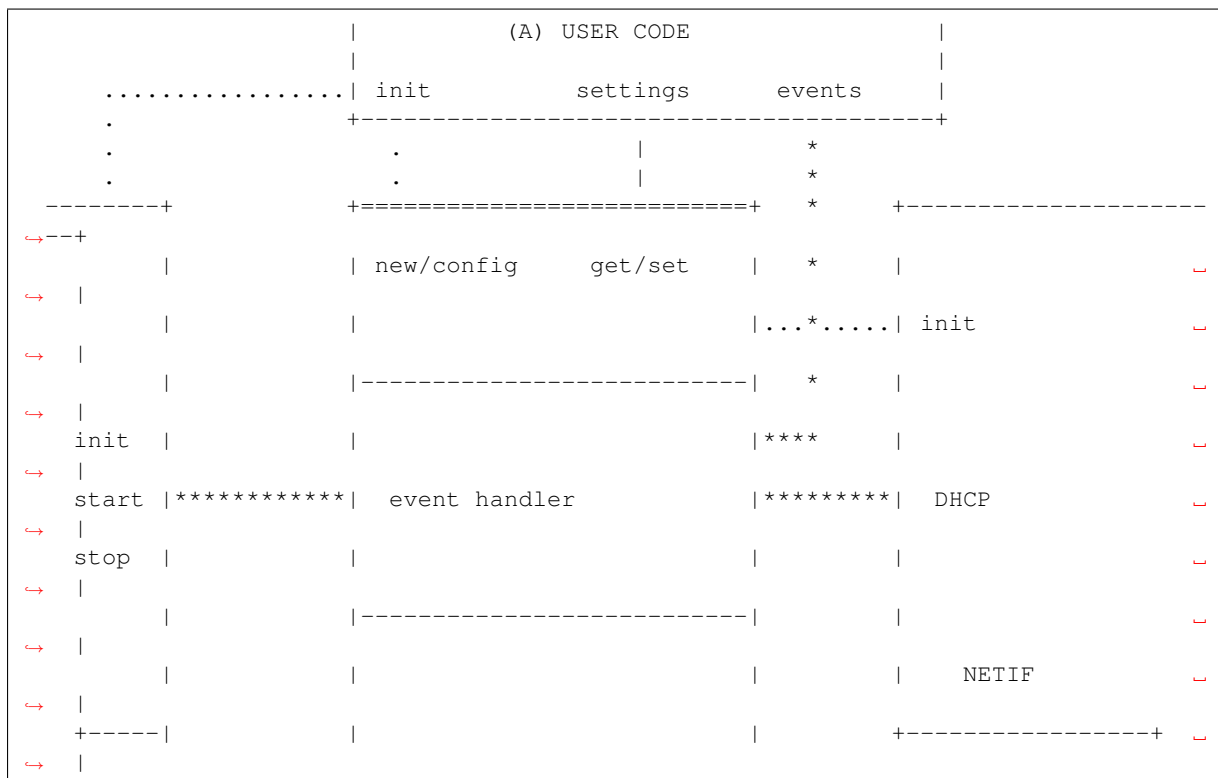 |          (A) USER CODE                 |
|                                        |
.................| init          settings      events     |
.                +----------------------------------------+
.                   .                |           *
.                   .                |           *
--------+            +===========================+   *     +---------------------
↪--+
|            | new/config     get/set    |   *     |                    ␣
↪  |
|            |                           |...*.....| init               ␣
↪  |
|            |---------------------------|   *     |                    ␣
↪  |
init  |            |                           |****     |                    ␣
↪  |
start |************|  event handler            |*********|  DHCP              ␣
↪  |
stop  |            |                           |         |                    ␣
↪  |
|            |---------------------------|         |                    ␣
↪  |
|            |                           |         |    NETIF           ␣
↪  |
+-----|            |                           |         +-----------------+  ␣
↪  |